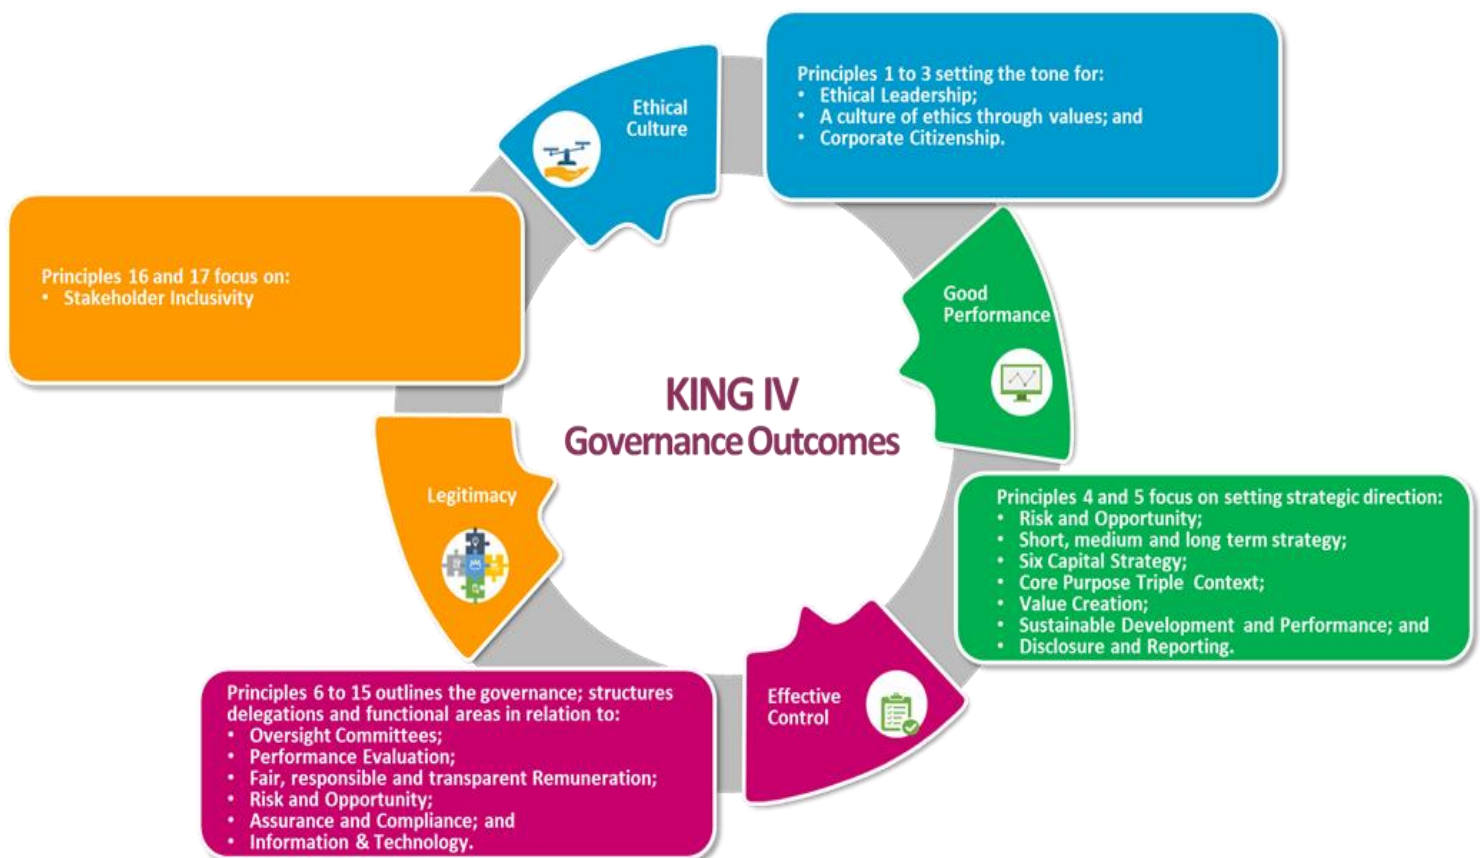 Ethical
Culture
Principles 1 to 3 setting the tone for:
• Ethical Leadership;
• A culture of ethics through values; and
• Corporate Citizenship.
Principles 16 and 17 focus on:
• Stakeholder Inclusivity
Good
Performance
KING IV
Governance Outcomes
Legitimacy
Principles 4 and 5 focus on setting strategic direction:
• Risk and Opportunity;
• Short, medium and long term strategy;
• Six Capital Strategy;
• Core Purpose Triple Context;
• Value Creation;
• Sustainable Development and Performance; and
• Disclosure and Reporting.
Effective
Control
Principles 6 to 15 outlines the governance; structures
delegations and functional areas in relation to:
• Oversight Committees;
• Performance Evaluation;
• Fair, responsible and transparent Remuneration;
• Risk and Opportunity;
• Assurance and Compliance; and
• Information & Technology.